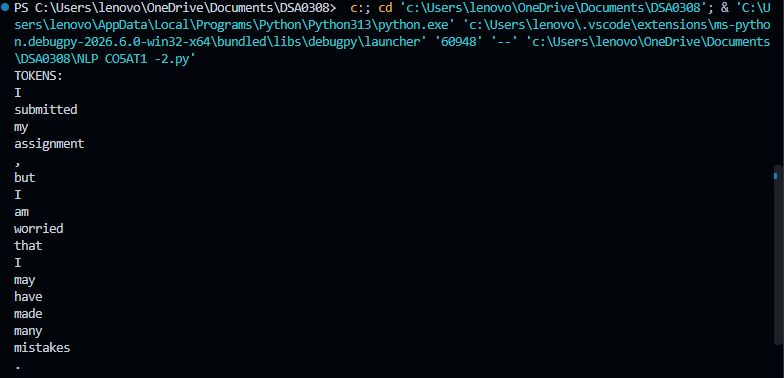 PS C:\Users\lenovo\OneDrive\Documents\DSA0308>  c:; cd 'c:\Users\lenovo\OneDrive\Documents\DSA0308'; & 'C:\U
sers\lenovo\AppData\Local\Programs\Python\Python313\python.exe' 'c:\Users\lenovo\.vscode\extensions\ms-pytho
n.debugpy-2026.6.0-win32-x64\bundled\libs\debugpy\launcher' '60948' '--' 'c:\Users\lenovo\OneDrive\Documents
\DSA0308\NLP CO5AT1 -2.py'
TOKENS:
I
submitted
my
assignment
,
but
I
am
worried
that
I
may
have
made
many
mistakes
.